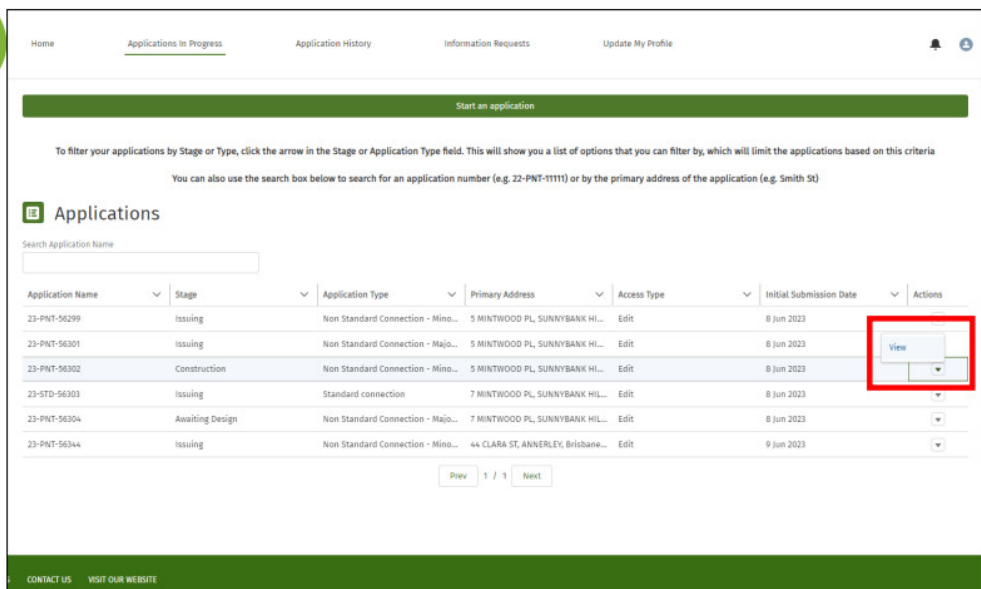 Home Applications In Progress Application History Information Requests Update My Profile
Start an application
To filter your applications by Stage or Type, click the arrow in the Stage or Application Type field. This will show you a list of options that you can filter by, which will limit the applications based on this criteria
You can also use the search box below to search for an application number (e.g. 22-PNT-11111) or by the primary address of the application (e.g. Smith St)
Applications
Search Application Name
Application Name Stage Application Type Primary Address Access Type Initial Submission Date Actions
23-PNT-56299 Issuing Non Standard Connection - Mino... 5 MINTWOOD PL, SUNNYBANK HI... Edit 8 Jun 2023
23-PNT-56301 Issuing Non Standard Connection - Majo... 5 MINTWOOD PL, SUNNYBANK HI... Edit 8 Jun 2023 View
23-PNT-56302 Construction Non Standard Connection - Mino... 5 MINTWOOD PL, SUNNYBANK HI... Edit 8 Jun 2023
23-STD-56303 Issuing Standard connection 7 MINTWOOD PL, SUNNYBANK HIL... Edit 8 Jun 2023
23-PNT-56304 Awaiting Design Non Standard Connection - Majo... 7 MINTWOOD PL, SUNNYBANK HIL... Edit 8 Jun 2023
23-PNT-56344 Issuing Non Standard Connection - Mino... 44 CLARA ST, ANNERLEY, Brisbane... Edit 9 Jun 2023
Prev 1 / 1 Next
CONTACT US VISIT OUR WEBSITE